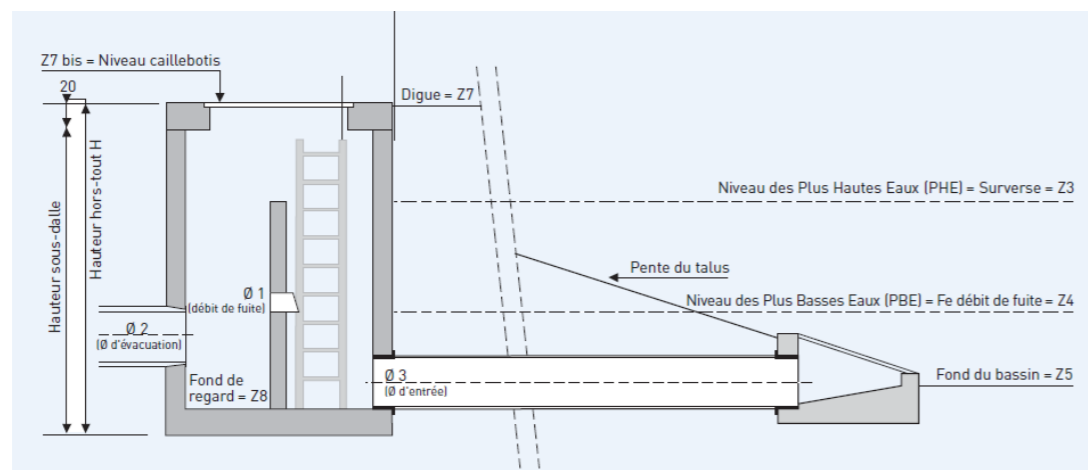 Z7 bis = Niveau caillebotis
20
Digue = Z7
Hauteur sous-dalle
Hauteur hors-tout H
Niveau des Plus Hautes Eaux (PHE) = Surverse = Z3
Pente du talus
Ø 1
(débit de fuite)
Niveau des Plus Basses Eaux (PBE) = Fe débit de fuite = Z4
Ø 2
(Ø d'évacuation)
Fond de
regard = Z8
Ø 3
(Ø d'entrée)
Fond du bassin = Z5